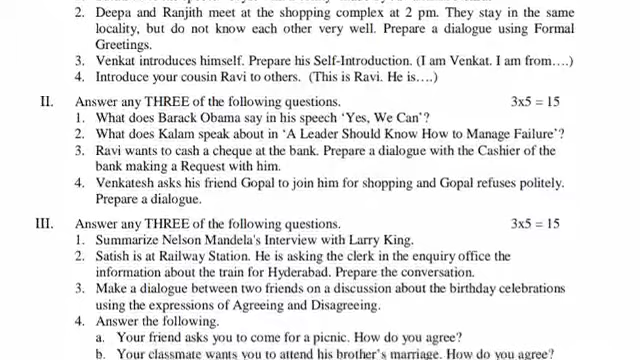 2. Deepa and Ranjith meet at the shopping complex at 2 pm. They stay in the same
locality, but do not know each other very well. Prepare a dialogue using Formal
Greetings.
3. Venkat introduces himself. Prepare his Self-Introduction. (I am Venkat. I am from….)
4. Introduce your cousin Ravi to others. (This is Ravi. He is….)
II. Answer any THREE of the following questions. 3x5 = 15
1. What does Barack Obama say in his speech ‘Yes, We Can’?
2. What does Kalam speak about in ‘A Leader Should Know How to Manage Failure’?
3. Ravi wants to cash a cheque at the bank. Prepare a dialogue with the Cashier of the
bank making a Request with him.
4. Venkatesh asks his friend Gopal to join him for shopping and Gopal refuses politely.
Prepare a dialogue.
III. Answer any THREE of the following questions. 3x5 = 15
1. Summarize Nelson Mandela's Interview with Larry King.
2. Satish is at Railway Station. He is asking the clerk in the enquiry office the
information about the train for Hyderabad. Prepare the conversation.
3. Make a dialogue between two friends on a discussion about the birthday celebrations
using the expressions of Agreeing and Disagreeing.
4. Answer the following.
a. Your friend asks you to come for a picnic. How do you agree?
b. Your classmate wants you to attend his brother's marriage. How do you agree?